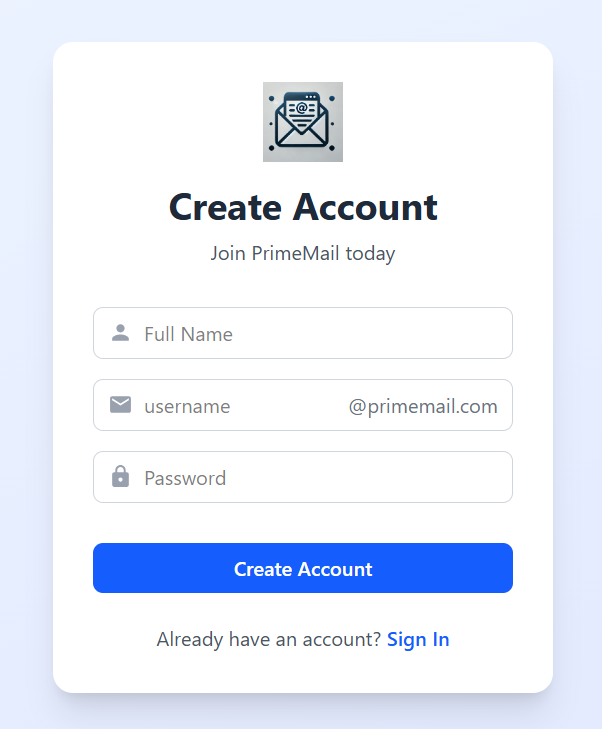 @
Create Account
Join PrimeMail today
Full Name
username @primemail.com
Password
Create Account
Already have an account? Sign In